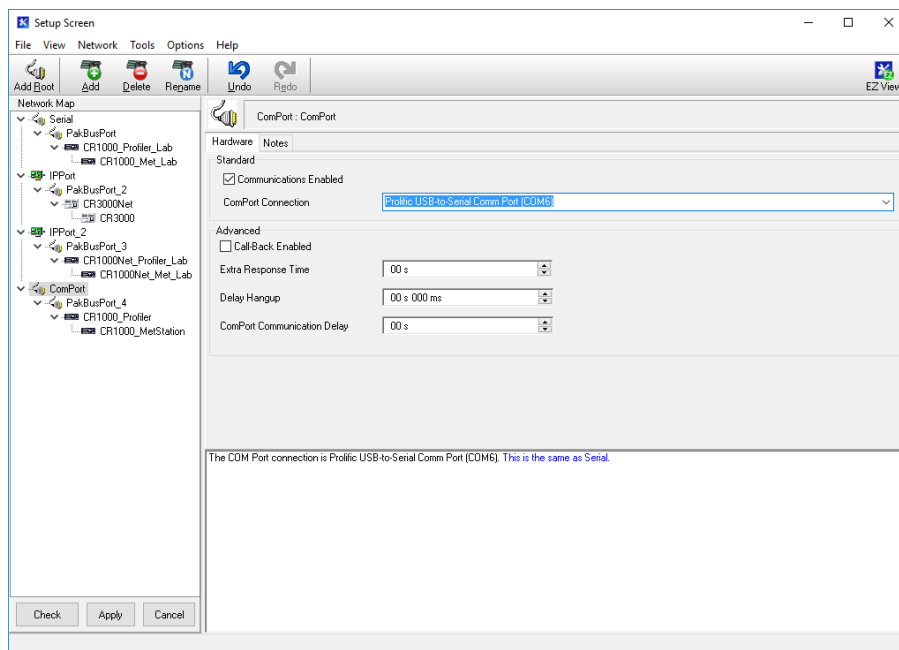 Setup Screen
File View Network Tools Options Help
Add Root Add Delete Rename Undo Redo EZ View
Network Map
Serial
PakBusPort
CR1000_Profiler_Lab
CR1000_Met_Lab
IPPort
PakBusPort_2
CR3000Net
CR3000
IPPort_2
PakBusPort_3
CR1000Net_Profiler_Lab
CR1000Net_Met_Lab
ComPort
PakBusPort_4
CR1000_Profiler
CR1000_MetStation
Check Apply Cancel
ComPort : ComPort
Hardware Notes
Standard
Communications Enabled
ComPort Connection Prolific USB-to-Serial Comm Port (COM6)
Advanced
Call-Back Enabled
Extra Response Time 00 s
Delay Hangup 00 s 000 ms
ComPort Communication Delay 00 s
The COM Port connection is Prolific USB-to-Serial Comm Port (COM6). This is the same as Serial.